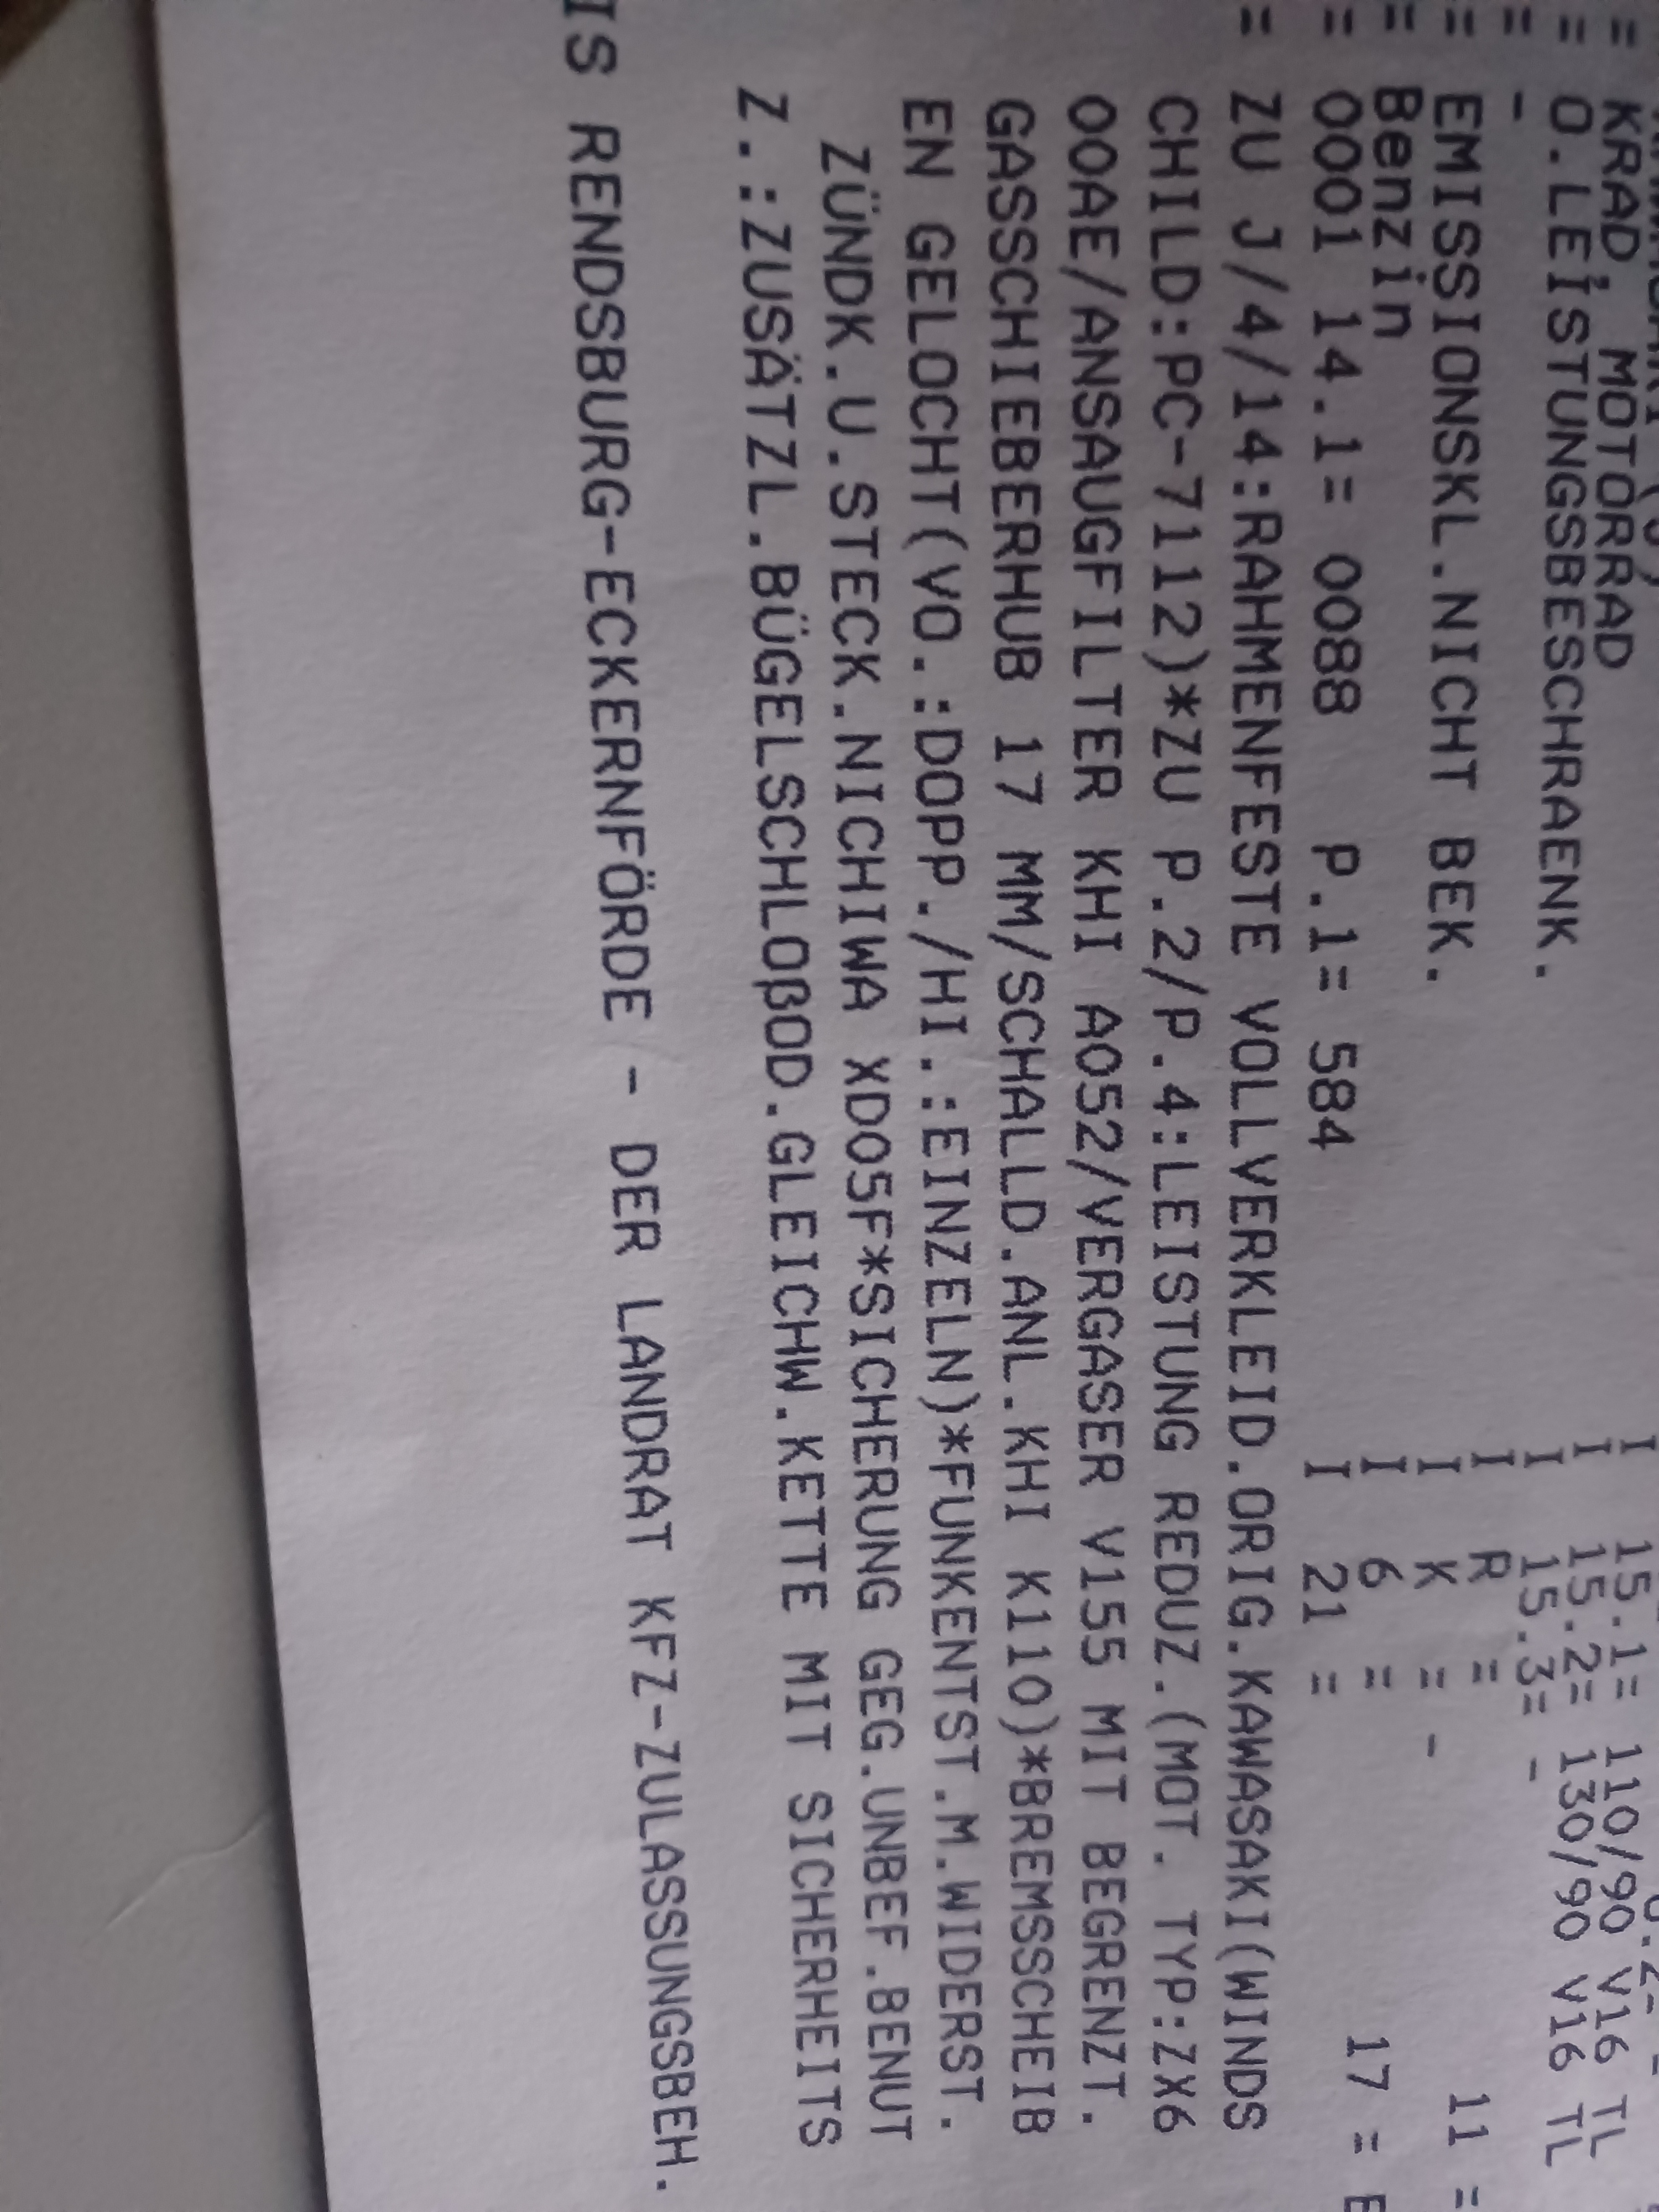 = KRAD, MOTORRAD I 15.1= 110/90 V16 TL
= O.LEISTUNGSBESCHRAENK. I 15.2= 130/90 V16 TL
= - I 15.3= -
= EMISSIONSKL.NICHT BEK. I R = 11 =
= Benzin I K = -
= 0001 14.1= 0088 P.1= 584 I 6 = 17 =
I 21 =
= ZU J/4/14:RAHMENFESTE VOLLVERKLEID.ORIG.KAWASAKI(WINDS
CHILD:PC-7112)*ZU P.2/P.4:LEISTUNG REDUZ.(MOT. TYP:ZX6
00AE/ANSAUGFILTER KHI A052/VERGASER V155 MIT BEGRENZT.
GASSCHIEBERHUB 17 MM/SCHALLD.ANL.KHI K110)*BREMSSCHEIB
EN GELOCHT(VO.:DOPP./HI.:EINZELN)*FUNKENTST.M.WIDERST.
ZÜNDK.U.STECK.NICHIWA XD05F*SICHERUNG GEG.UNBEF.BENUT
Z.:ZUSÄTZL.BÜGELSCHLOßOD.GLEICHW.KETTE MIT SICHERHEITS
IS RENDSBURG-ECKERNFÖRDE - DER LANDRAT KFZ-ZULASSUNGSBEH.